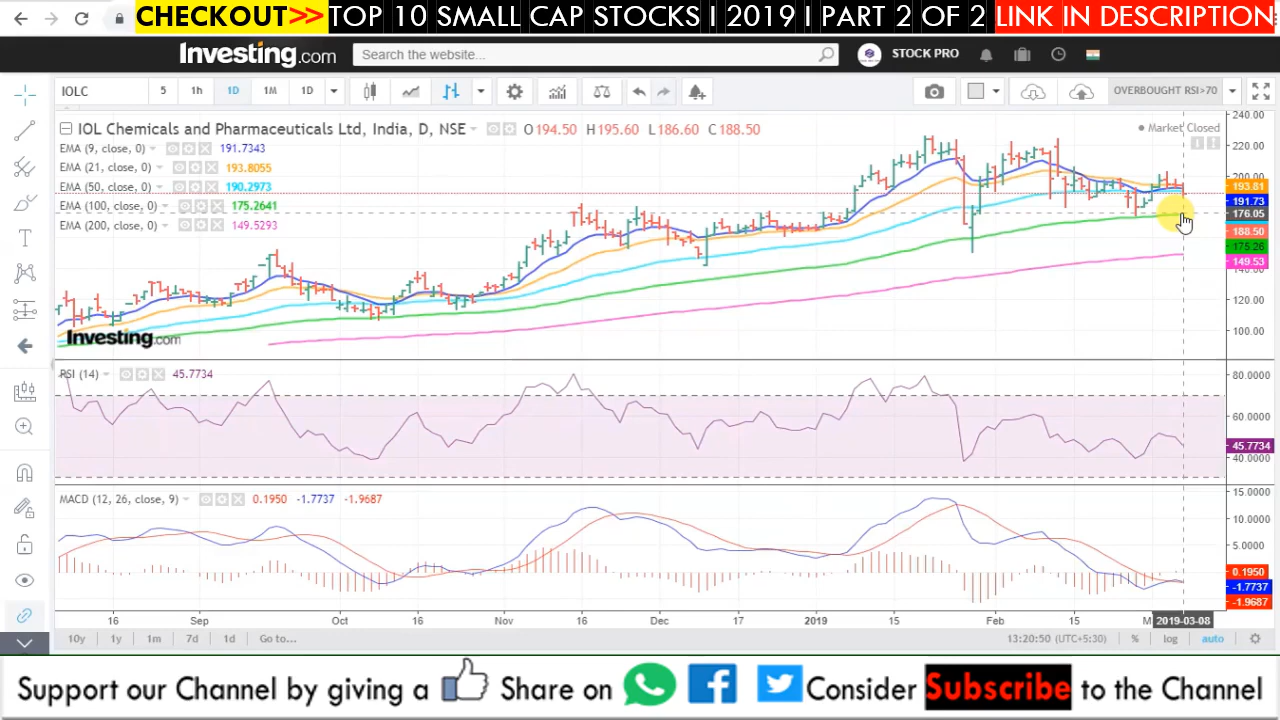 CHECKOUT>> TOP 10 SMALL CAP STOCKS I 2019 I PART 2 OF 2 LINK IN DESCRIPTION
Investing.com Search the website... STOCK PRO
IOLC 5 1h 1D 1M 1D OVERBOUGHT RSI>70
IOL Chemicals and Pharmaceuticals Ltd, India, D, NSE O194.50 H195.60 L186.60 C188.50
Market Closed
EMA (9, close, 0) 191.7343
EMA (21, close, 0) 193.8055
EMA (50, close, 0) 190.2973
EMA (100, close, 0) 175.2641
EMA (200, close, 0) 149.5293
240.00
220.00
200.00
193.81
191.73
176.05
188.50
175.26
149.53
140.00
120.00
100.00
Investing.com
RSI (14) 45.7734
80.00
60.00
45.7734
40.0000
MACD (12, 26, close, 9) 0.1950 -1.7737 -1.9687
15.0000
10.0000
5.0000
0.1950
-1.7737
-1.9687
16 Sep 16 Oct 16 Nov 16 Dec 17 2019 15 Feb 15 2019-03-08
10y 1y 1m 7d 1d Go to... 13:20:50 (UTC+5:30) % log auto
Support our Channel by giving a Share on Consider Subscribe to the Channel